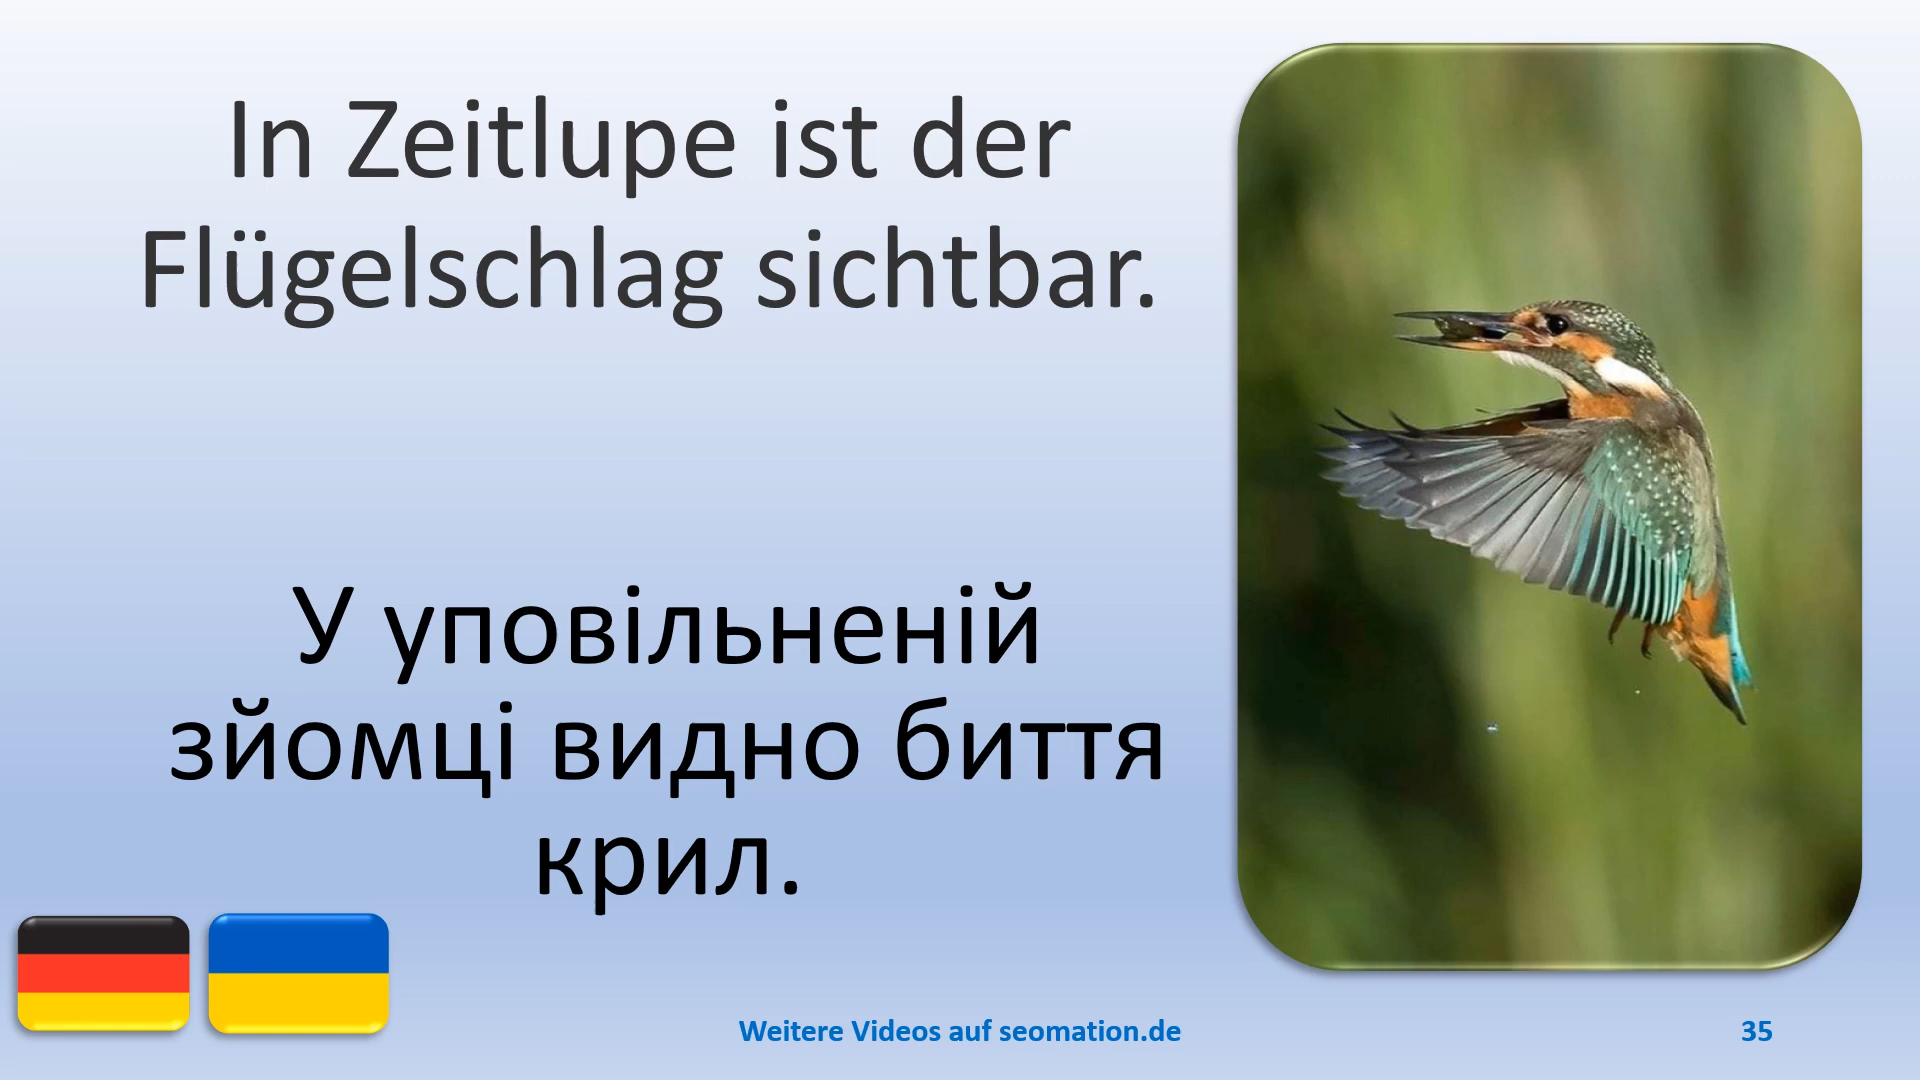 In Zeitlupe ist der
Flügelschlag sichtbar.
У уповільненій
зйомці видно биття
крил.
Weitere Videos auf seomation.de
35